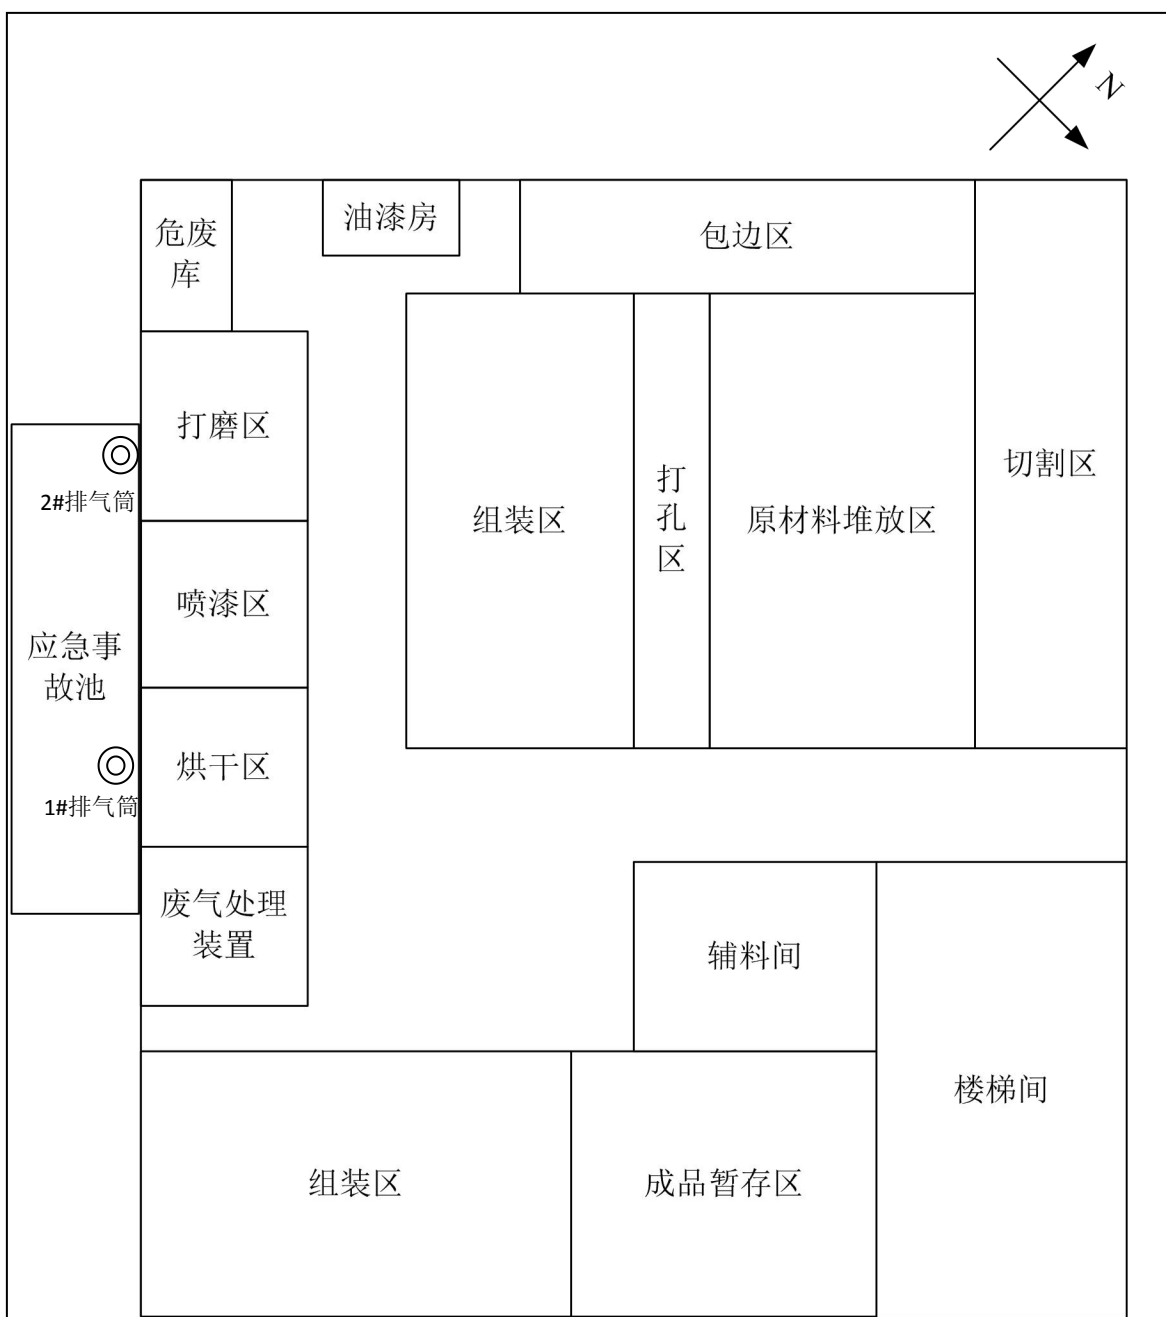 N
危废
库
油漆房
包边区
打磨区
2#排气筒
喷漆区
应急事
故池
烘干区
1#排气筒
废气处理
装置
组装区
打
孔
区
原材料堆放区
切割区
辅料间
楼梯间
组装区
成品暂存区